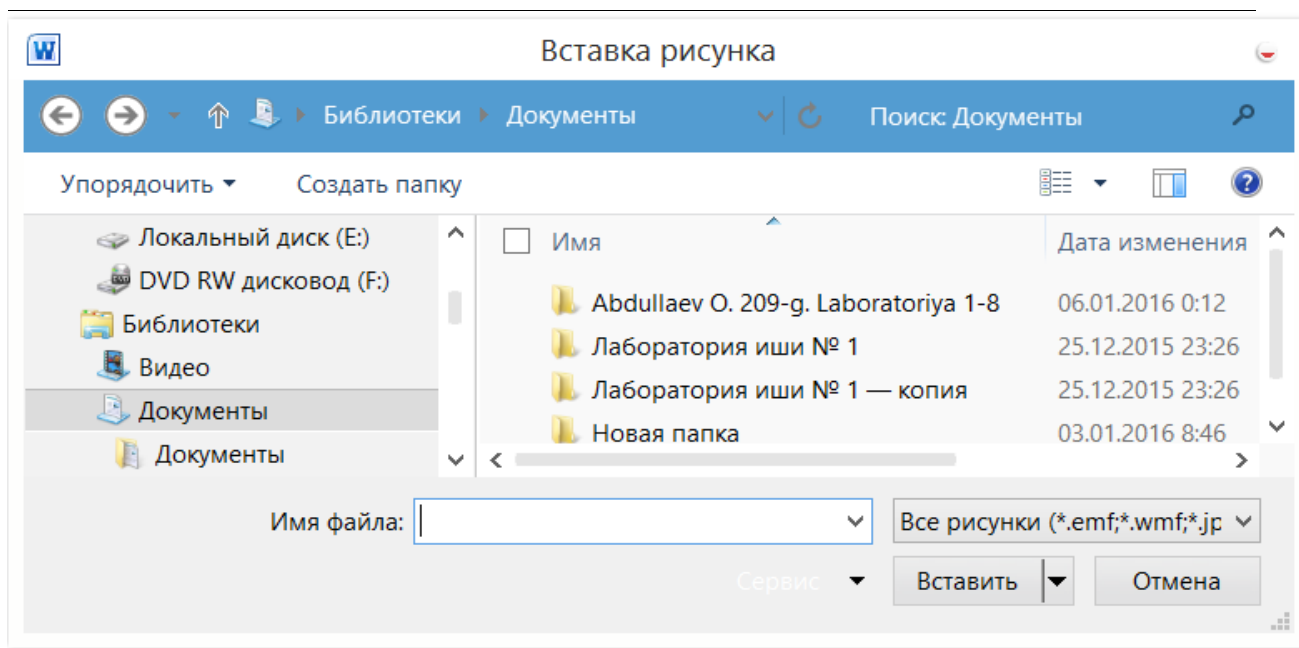 Вставка рисунка
Библиотеки Документы Поиск: Документы
Упорядочить Создать папку
Локальный диск (E:)
DVD RW дисковод (F:)
Библиотеки
Видео
Документы
Документы
Имя Дата изменения
Abdullaev O. 209-g. Laboratoriya 1-8 06.01.2016 0:12
Лаборатория иши № 1 25.12.2015 23:26
Лаборатория иши № 1 — копия 25.12.2015 23:26
Новая папка 03.01.2016 8:46
Имя файла: Все рисунки (*.emf;*.wmf;*.jp
Сервис Вставить Отмена